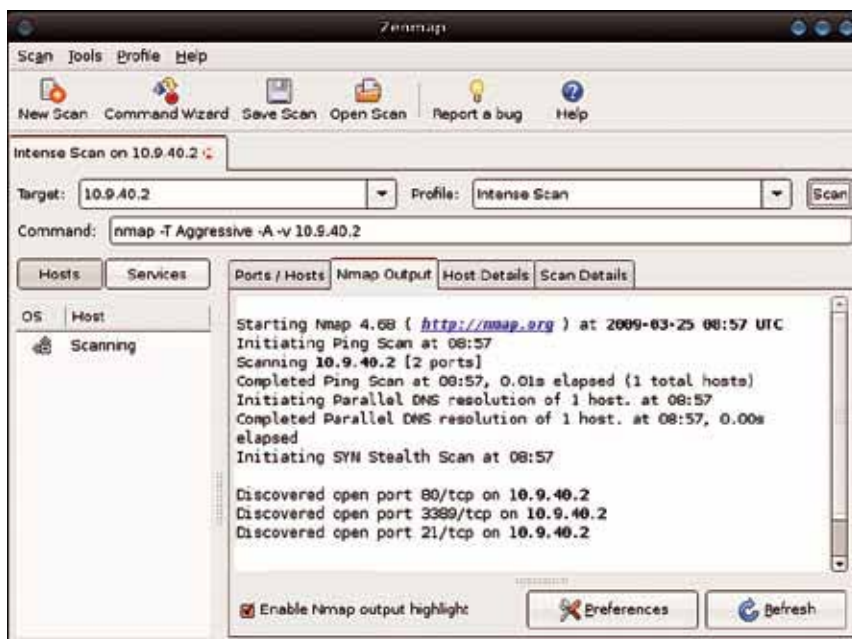 Zenmap
Scan Tools Profile Help
New Scan Command Wizard Save Scan Open Scan Report a bug Help
Intense Scan on 10.9.40.2
Target: 10.9.40.2 Profile: Intense Scan Scan
Command: nmap -T Aggressive -A -v 10.9.40.2
Hosts Services Ports / Hosts Nmap Output Host Details Scan Details
OS Host
Scanning
Starting Nmap 4.68 ( http://nmap.org ) at 2009-03-25 08:57 UTC
Initiating Ping Scan at 08:57
Scanning 10.9.40.2 [2 ports]
Completed Ping Scan at 08:57, 0.01s elapsed (1 total hosts)
Initiating Parallel DNS resolution of 1 host. at 08:57
Completed Parallel DNS resolution of 1 host. at 08:57, 0.00s
elapsed
Initiating SYN Stealth Scan at 08:57
Discovered open port 80/tcp on 10.9.40.2
Discovered open port 3389/tcp on 10.9.40.2
Discovered open port 21/tcp on 10.9.40.2
Enable Nmap output highlight Preferences Refresh